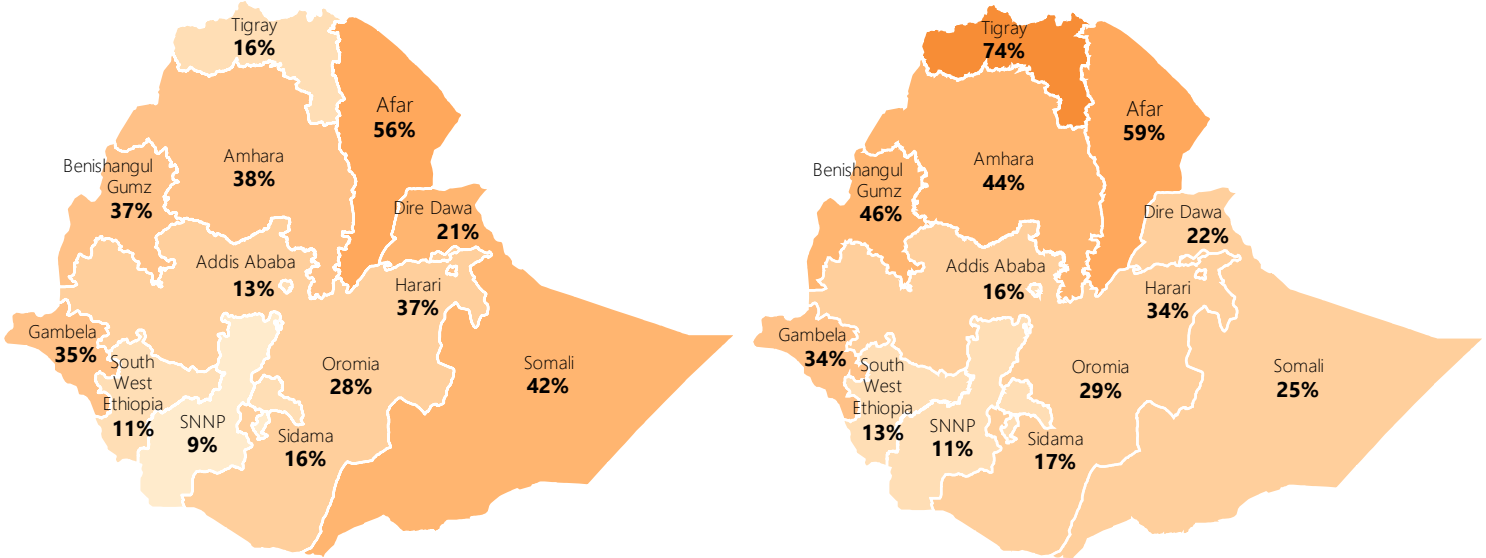 Tigray
16%
Afar
56%
Amhara
38%
Benishangul
Gumz
37%
Dire Dawa
21%
Addis Ababa
13%
Harari
37%
Gambela
35%
South
West
Ethiopia
11%
Oromia
28%
Somali
42%
SNNP
9%
Sidama
16%
Tigray
74%
Afar
59%
Amhara
44%
Benishangul
Gumz
46%
Dire Dawa
22%
Addis Ababa
16%
Harari
34%
Gambela
34%
South
West
Ethiopia
13%
Oromia
29%
Somali
25%
SNNP
11%
Sidama
17%